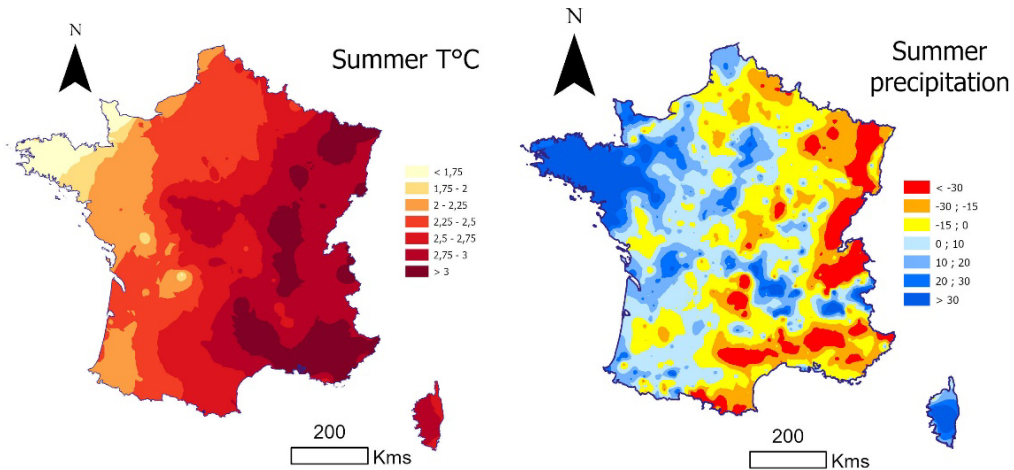 N
Summer T°C
< 1,75
1,75 - 2
2 - 2,25
2,25 - 2,5
2,5 - 2,75
2,75 - 3
> 3
200
Kms
N
Summer
precipitation
< -30
-30 ; -15
-15 ; 0
0 ; 10
10 ; 20
20 ; 30
> 30
200
Kms